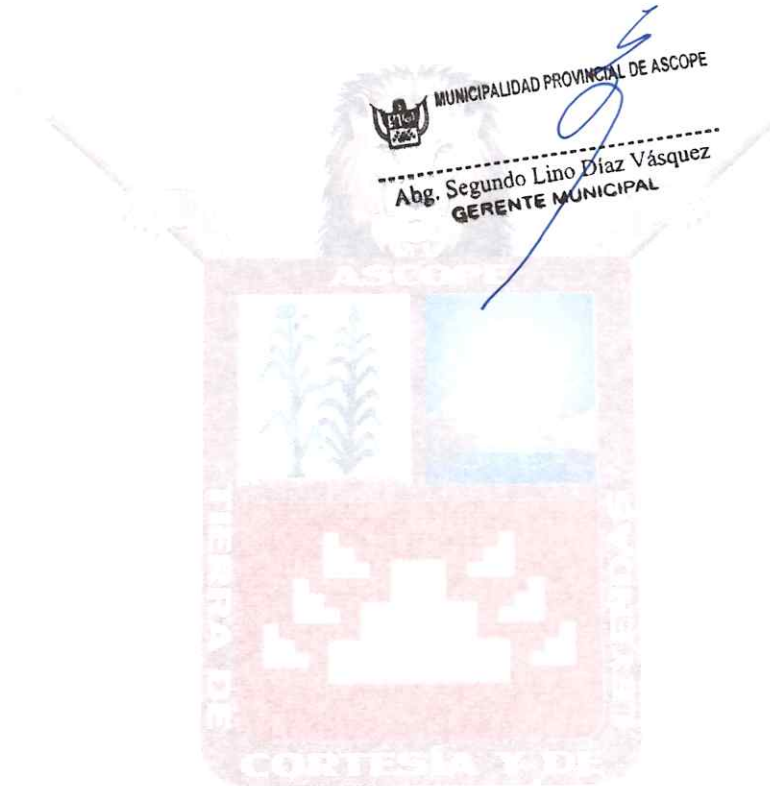 MUNICIPALIDAD PROVINCIAL DE ASCOPE
Abg. Segundo Lino Díaz Vásquez
GERENTE MUNICIPAL
ASCOPE
TIERRA DE
CORTESÍA Y DE